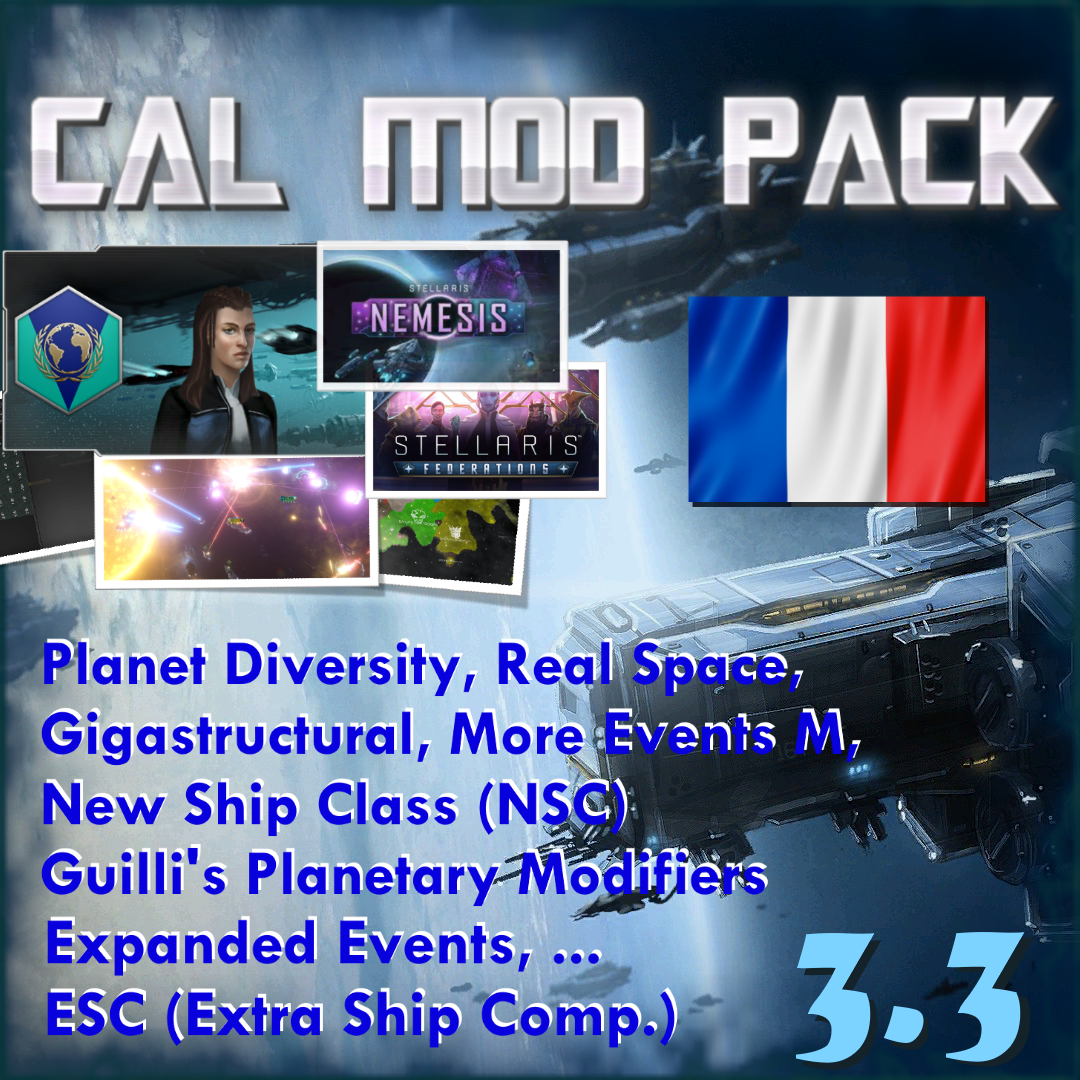 CAL MOD PACK
STELLARIS
NEMESIS
STELLARIS
FEDERATIONS
Planet Diversity, Real Space,
Gigastructural, More Events M,
New Ship Class (NSC)
Guilli's Planetary Modifiers
Expanded Events, ...
ESC (Extra Ship Comp.)
3.3